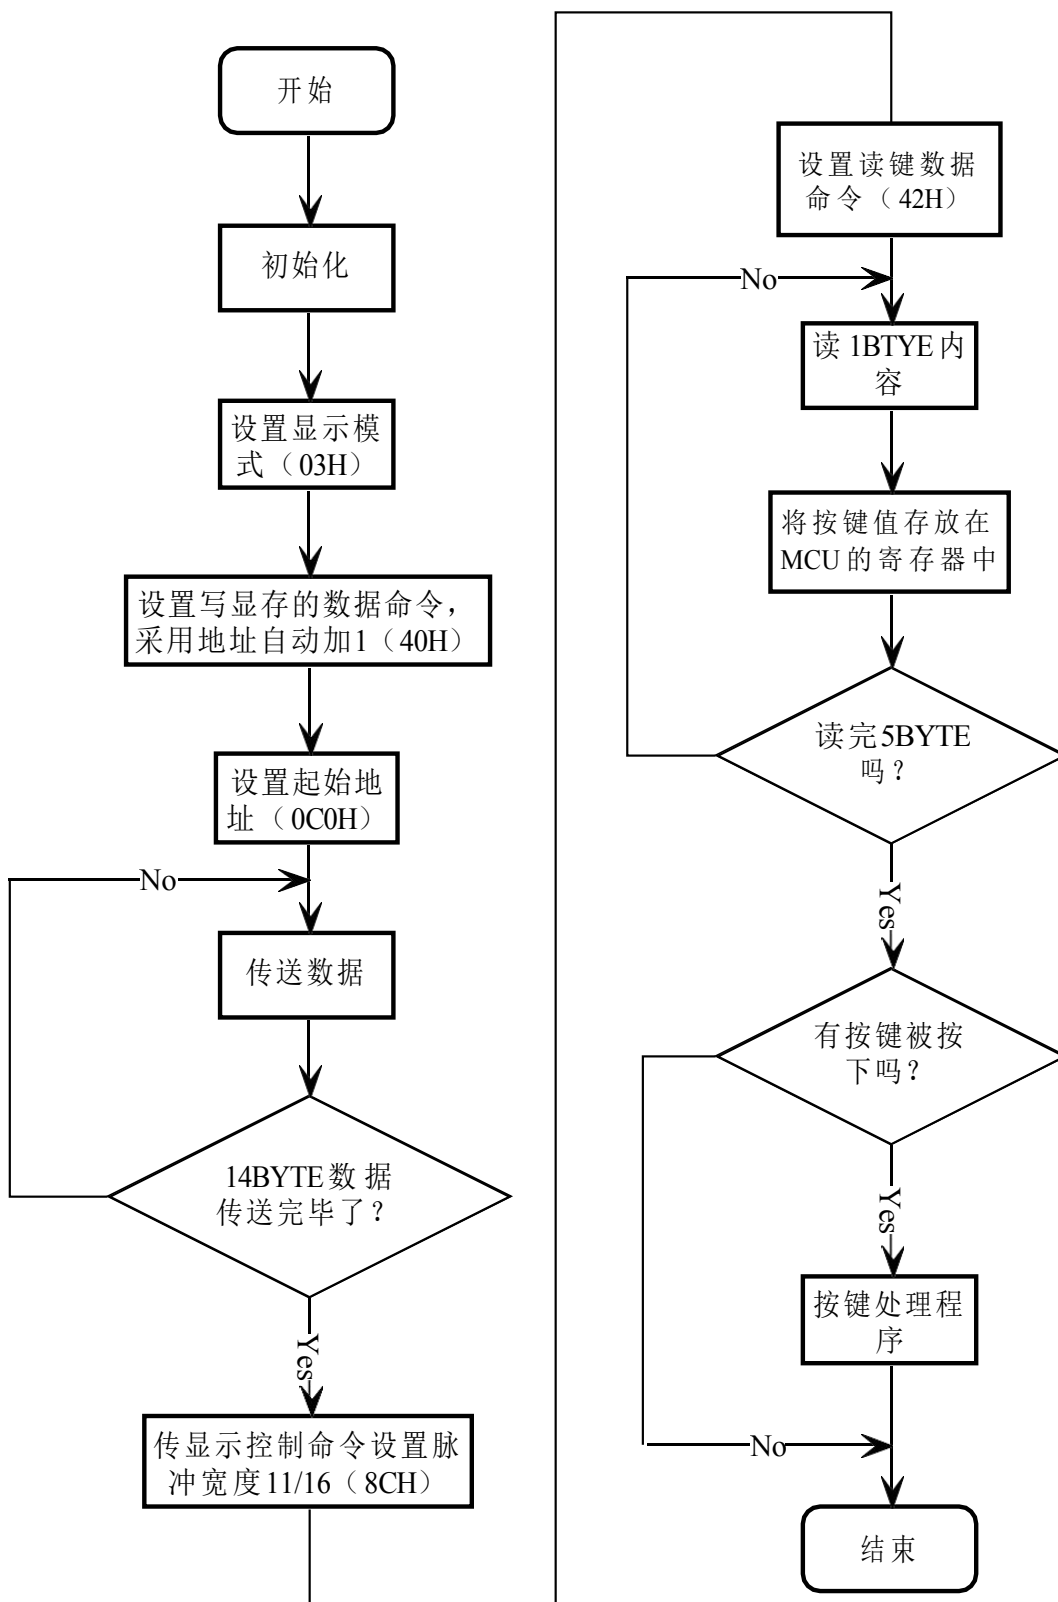 开始
初始化
设置显示模
式（03H）
设置写显存的数据命令，
采用地址自动加1（40H）
设置起始地
址（0C0H）
No
传送数据
14BYTE数据
传送完毕了？
Yes
传显示控制命令设置脉
冲宽度11/16（8CH）
设置读键数据
命令（42H）
No
读1BTYE内
容
将按键值存放在
MCU的寄存器中
读完5BYTE
吗？
Yes
有按键被按
下吗？
Yes
按键处理程
序
No
结束